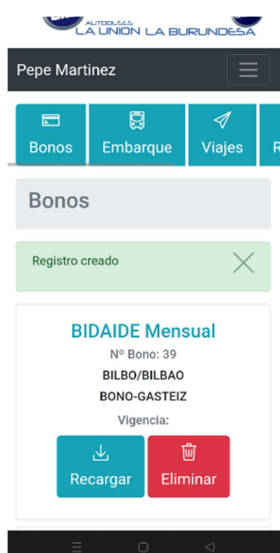 AUTOBUSES
LA UNION LA BURUNDESA
Pepe Martinez
Bonos
Embarque
Viajes
R
Bonos
Registro creado
BIDAIDE Mensual
Nº Bono: 39
BILBO/BILBAO
BONO-GASTEIZ
Vigencia:
Recargar
Eliminar